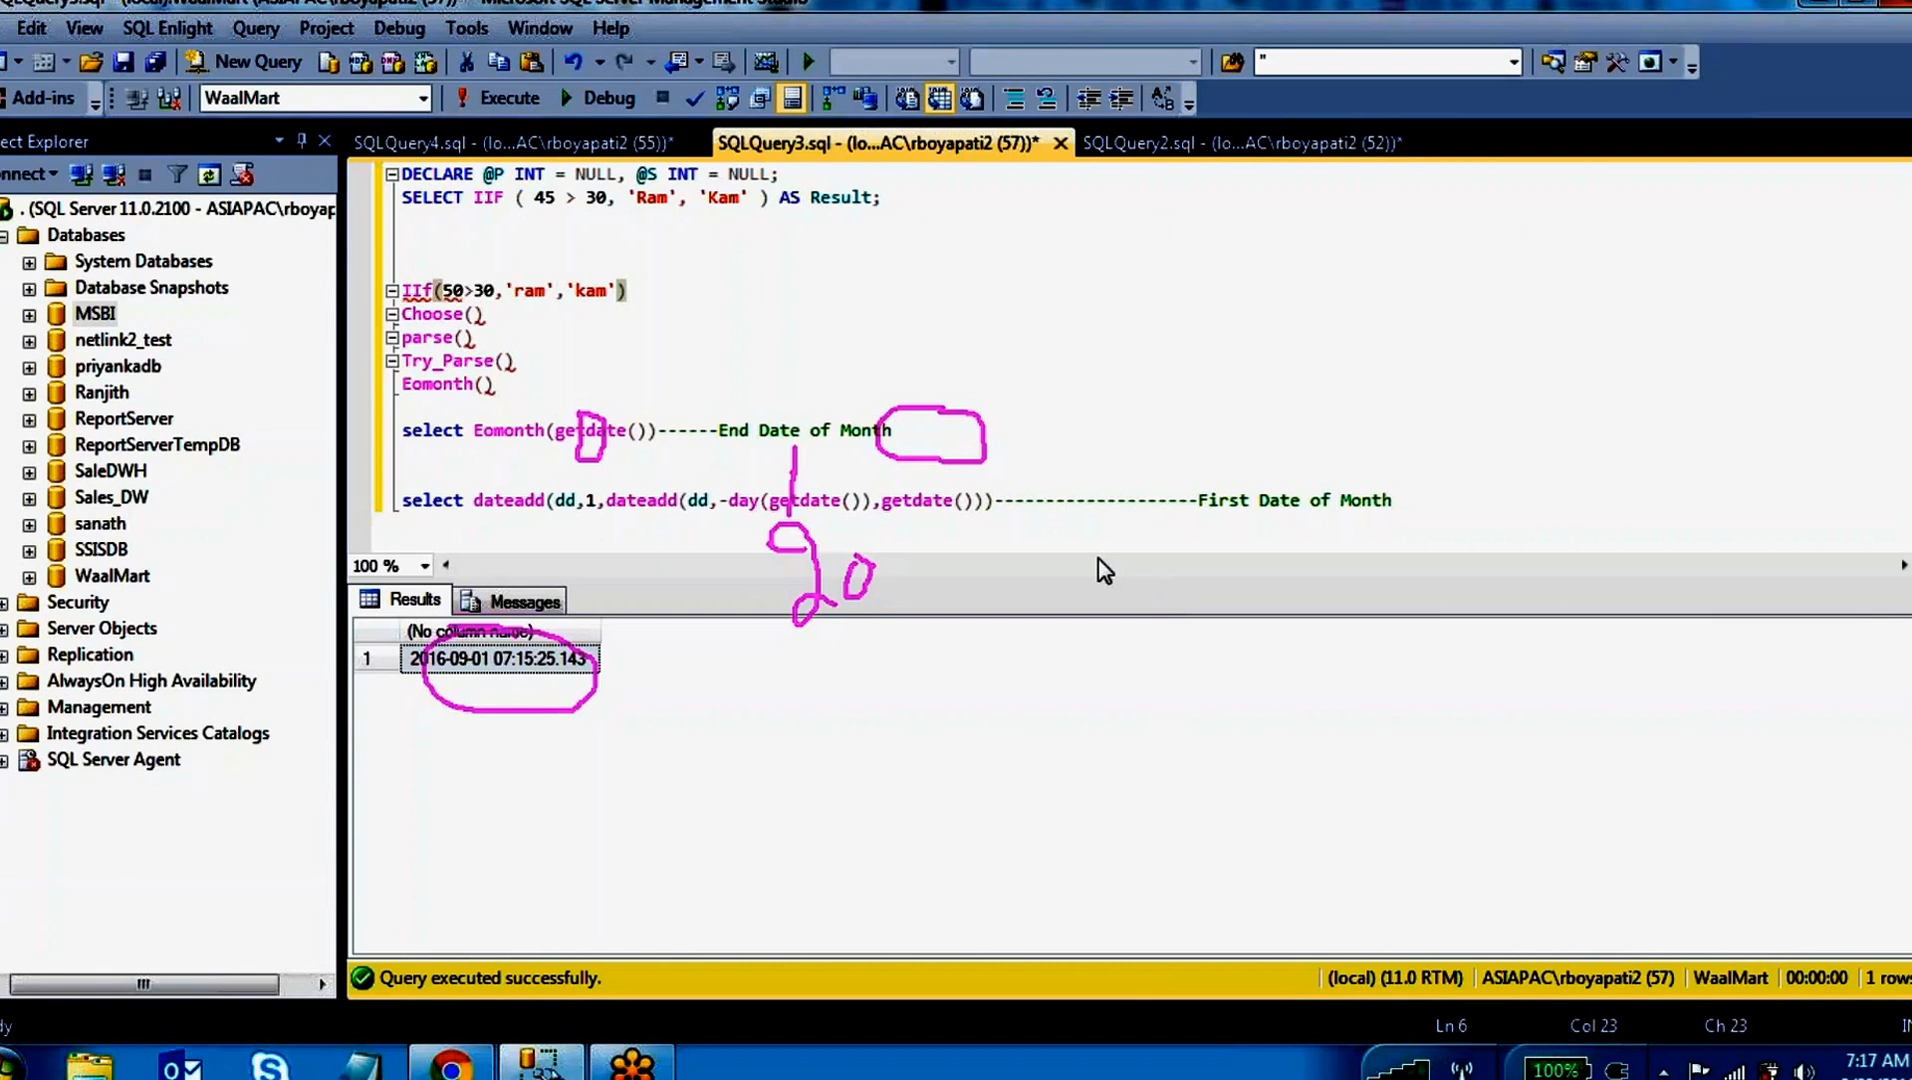 Edit View SQL Enlight Query Project Debug Tools Window Help
New Query "
Add-ins WaalMart Execute Debug
ect Explorer
SQLQuery4.sql - (lo...AC\rboyapati2 (55))* SQLQuery3.sql - (lo...AC\rboyapati2 (57))* SQLQuery2.sql - (lo...AC\rboyapati2 (52))*
nnect
. (SQL Server 11.0.2100 - ASIAPAC\rboyap
Databases
System Databases
Database Snapshots
MSBI
netlink2_test
priyankadb
Ranjith
ReportServer
ReportServerTempDB
SaleDWH
Sales_DW
sanath
SSISDB
WaalMart
Security
Server Objects
Replication
AlwaysOn High Availability
Management
Integration Services Catalogs
SQL Server Agent
DECLARE @P INT = NULL, @S INT = NULL;
SELECT IIF ( 45 > 30, 'Ram', 'Kam' ) AS Result;
IIf(50>30,'ram','kam')
Choose()
parse()
Try_Parse()
Eomonth()
select Eomonth(getdate())------End Date of Month
select dateadd(dd,1,dateadd(dd,-day(getdate()),getdate()))-------------------First Date of Month
20
100 %
Results Messages
(No column name)
1 2016-09-01 07:15:25.143
Query executed successfully. (local) (11.0 RTM) ASIAPAC\rboyapati2 (57) WaalMart 00:00:00 1 rows
dy Ln 6 Col 23 Ch 23
100% 7:17 AM